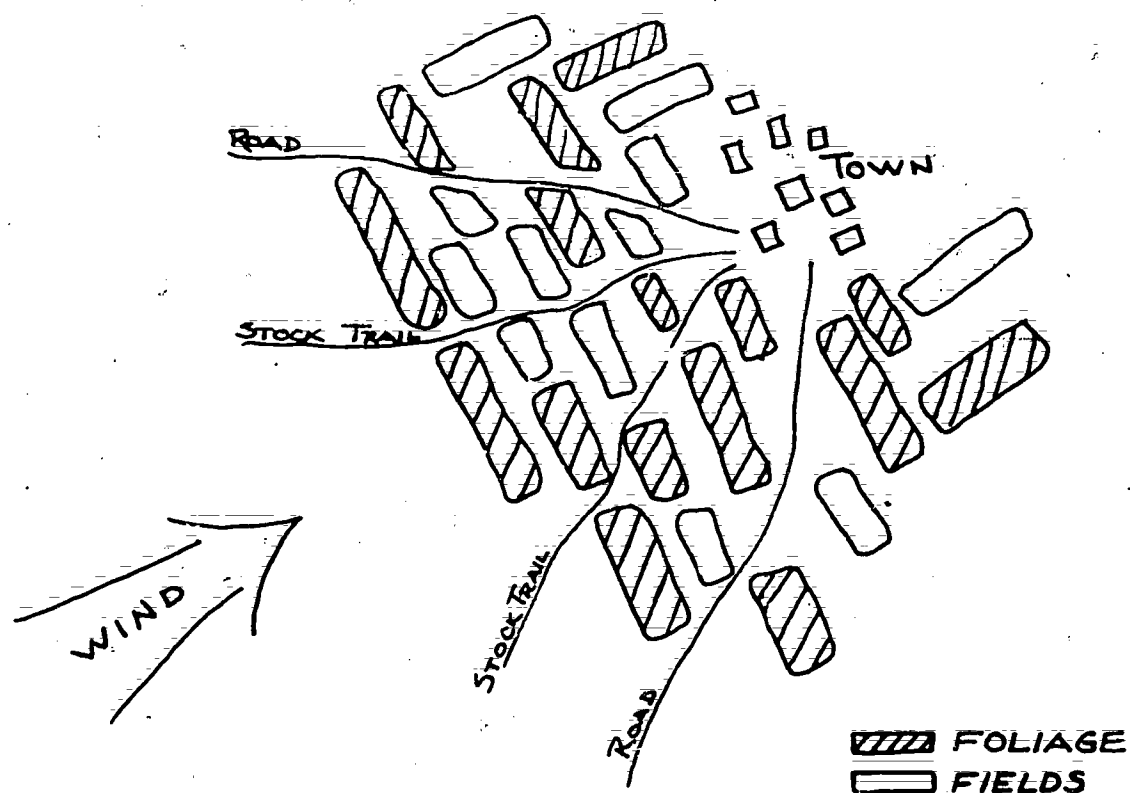 ROAD
TOWN
STOCK TRAIL
WIND
STOCK TRAIL
ROAD
FOLIAGE
FIELDS